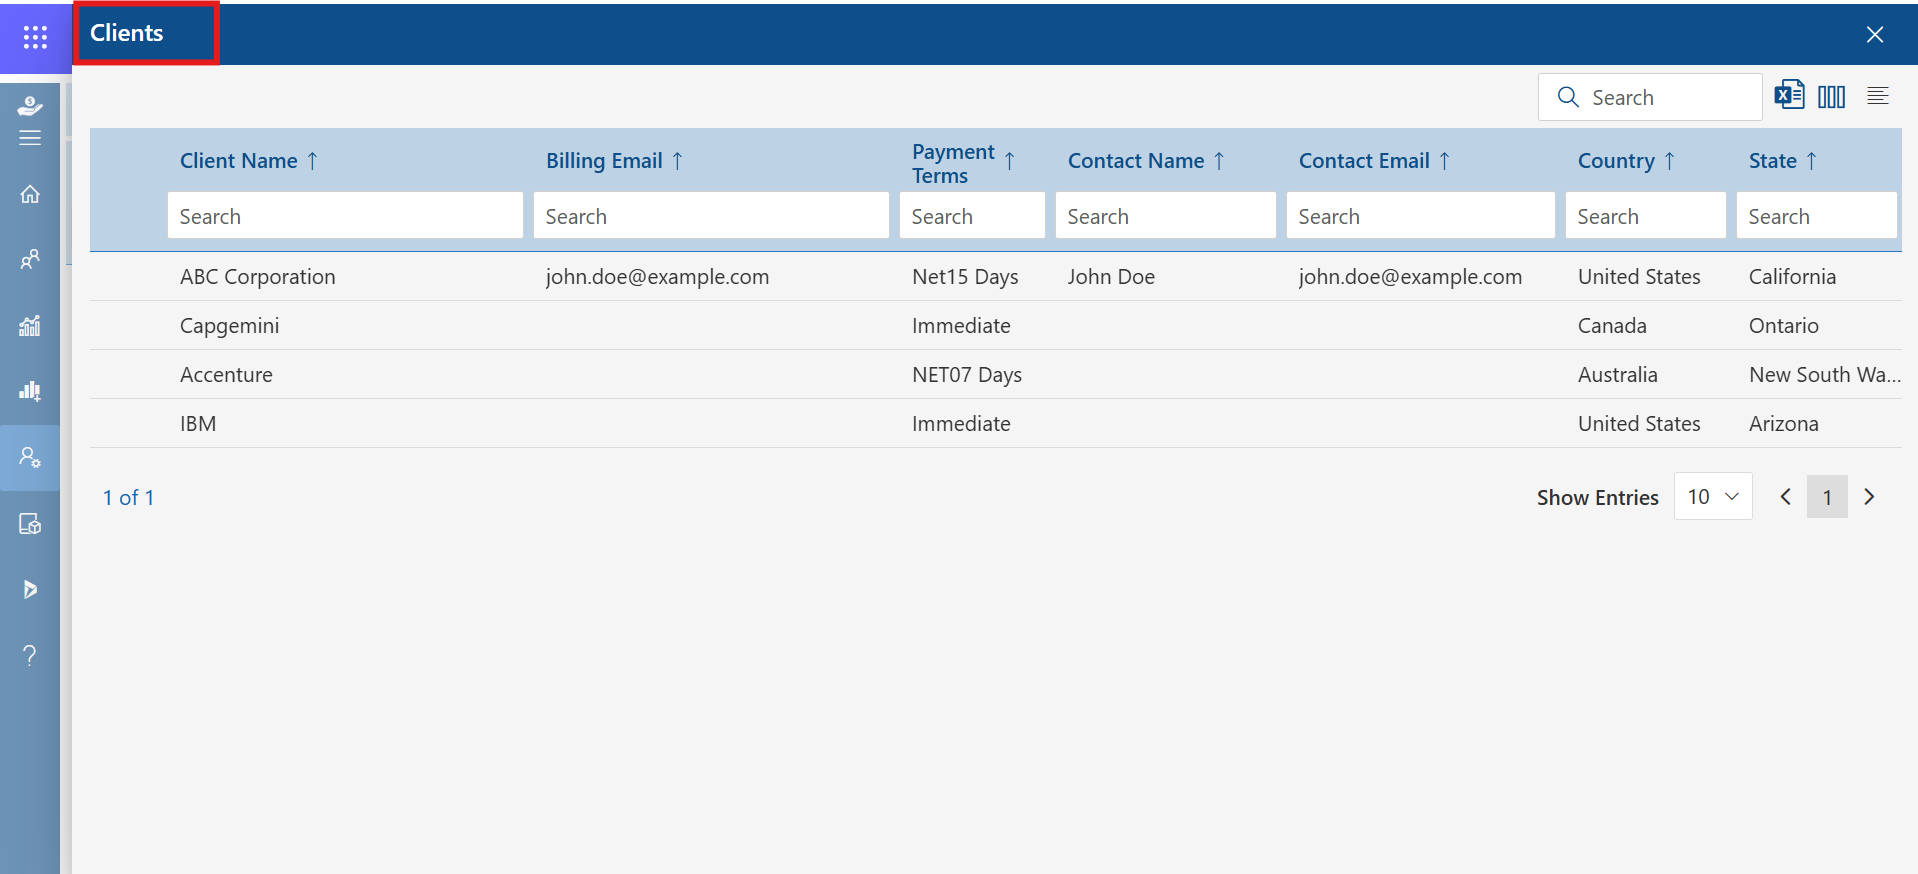 Clients
Search
Client Name ↑ Billing Email ↑ Payment Terms ↑ Contact Name ↑ Contact Email ↑ Country ↑ State ↑
Search Search Search Search Search Search Search
ABC Corporation john.doe@example.com Net15 Days John Doe john.doe@example.com United States California
Capgemini Immediate Canada Ontario
Accenture NET07 Days Australia New South Wa...
IBM Immediate United States Arizona
1 of 1 Show Entries 10 1